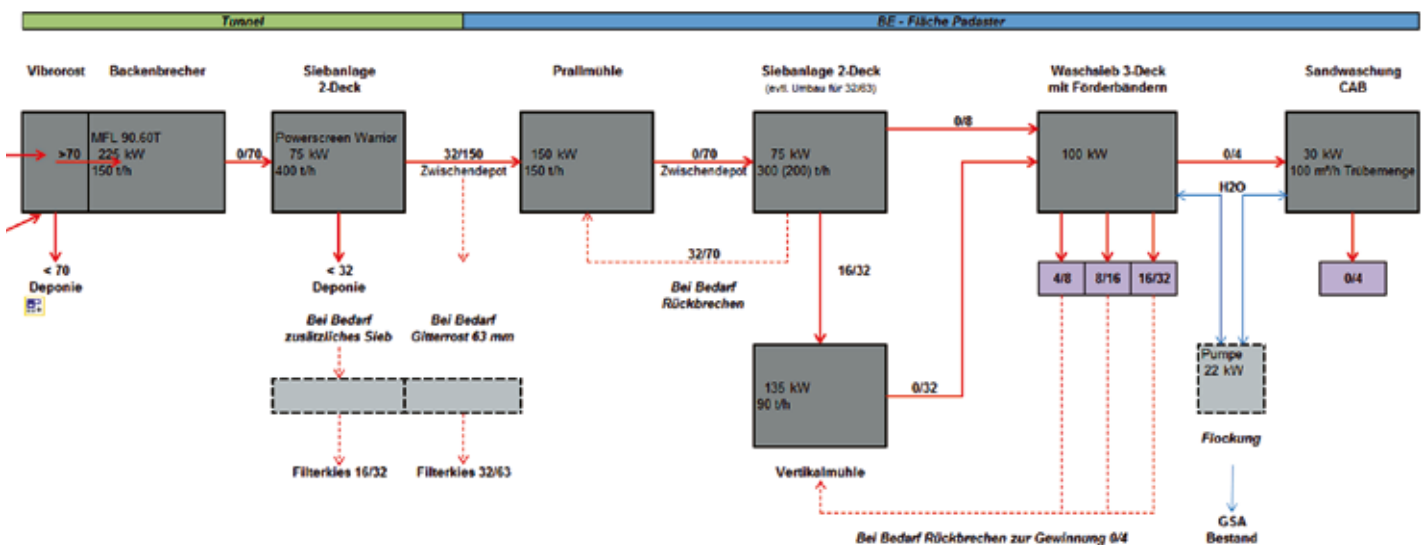 Tunnel
BE - Fläche Padaster
Vibrorost
Backenbrecher
Siebanlage
2-Deck
Prallmühle
Siebanlage 2-Deck
(evtl. Umbau für 32/63)
Waschsieb 3-Deck
mit Förderbändern
Sandwaschung
CAB
>70
MFL 90.60T
225 kW
150 t/h
0/70
Powerscreen Warrior
75 kW
400 t/h
32/150
Zwischendepot
150 kW
150 t/h
0/70
Zwischendepot
75 kW
300 (200) t/h
0/8
100 kW
0/4
H2O
30 kW
100 m³/h Trübemenge
< 70
Deponie
< 32
Deponie
32/70
Bei Bedarf
Rückbrechen
16/32
4/8
8/16
16/32
0/4
Bei Bedarf
zusätzliches Sieb
Bei Bedarf
Gitterrost 63 mm
135 kW
90 t/h
0/32
Pumpe
22 kW
Flockung
Filterkies 16/32
Filterkies 32/63
Vertikalmühle
GSA
Bestand
Bei Bedarf Rückbrechen zur Gewinnung 0/4